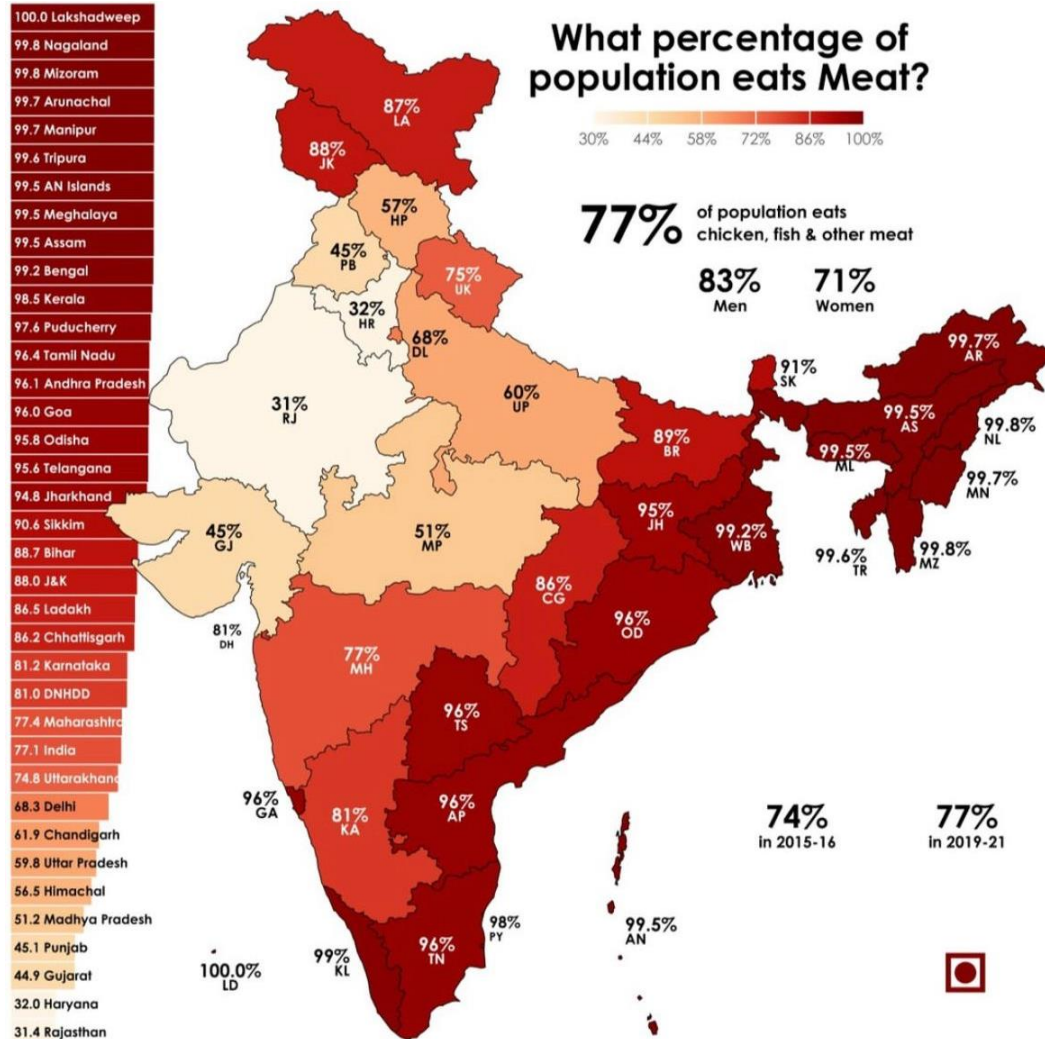 100.0 Lakshadweep
99.8 Nagaland
99.8 Mizoram
99.7 Arunachal
99.7 Manipur
99.6 Tripura
99.5 AN Islands
99.5 Meghalaya
99.5 Assam
99.2 Bengal
98.5 Kerala
97.6 Puducherry
96.4 Tamil Nadu
96.1 Andhra Pradesh
96.0 Goa
95.8 Odisha
95.6 Telangana
94.8 Jharkhand
90.6 Sikkim
88.7 Bihar
88.0 J&K
86.5 Ladakh
86.2 Chhattisgarh
81.2 Karnataka
81.0 DNHDD
77.4 Maharashtra
77.1 India
74.8 Uttarakhand
68.3 Delhi
61.9 Chandigarh
59.8 Uttar Pradesh
56.5 Himachal
51.2 Madhya Pradesh
45.1 Punjab
44.9 Gujarat
32.0 Haryana
31.4 Rajasthan
What percentage of
population eats Meat?
30% 44% 58% 72% 86% 100%
77% of population eats
chicken, fish & other meat
83% 71%
Men Women
87%
LA
88%
JK
57%
HP
45%
PB
75%
UK
32%
HR
68%
DL
31%
RJ
60%
UP
91%
SK
99.7%
AR
99.5%
AS
99.8%
NL
99.5%
ML
99.7%
MN
99.6%
TR
99.8%
MZ
89%
BR
95%
JH
99.2%
WB
45%
GJ
51%
MP
86%
CG
96%
OD
81%
DH
77%
MH
96%
TS
96%
GA
81%
KA
96%
AP
98%
PY
99%
KL
96%
TN
100.0%
LD
99.5%
AN
74% 77%
in 2015-16 in 2019-21